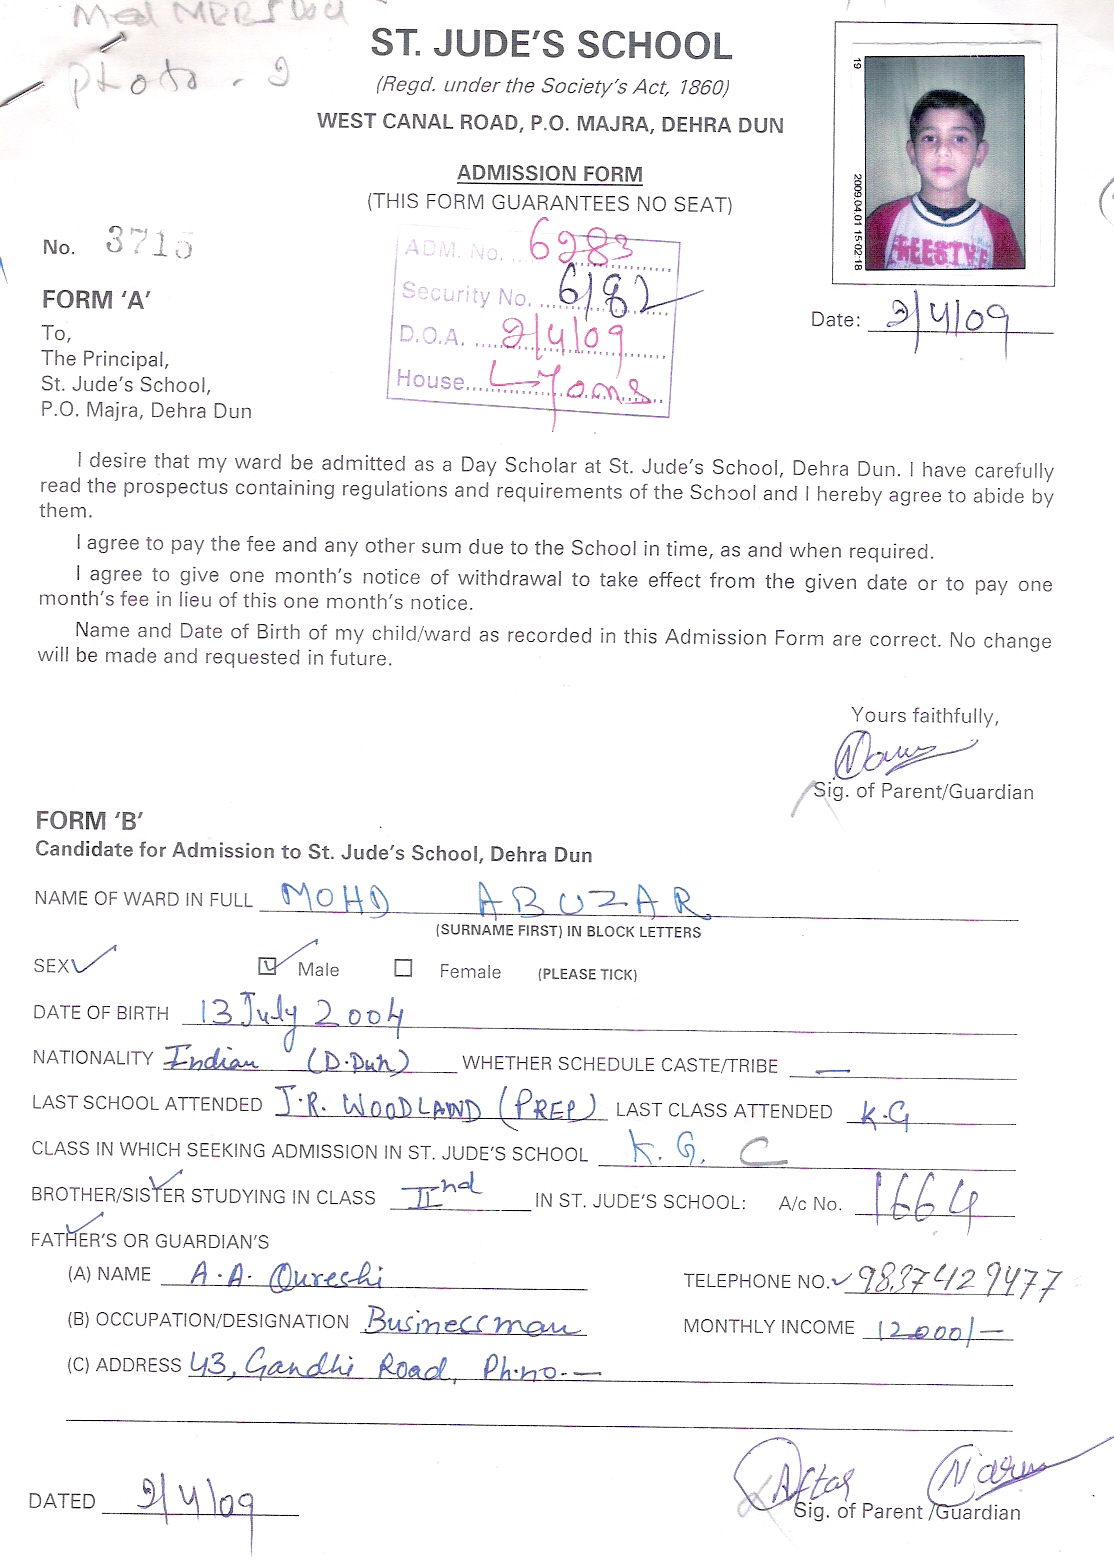 Photo - 2
ST. JUDE'S SCHOOL
(Regd. under the Society's Act, 1860)
WEST CANAL ROAD, P.O. MAJRA, DEHRA DUN
19
2009.04.01 15:02:18
ADMISSION FORM
(THIS FORM GUARANTEES NO SEAT)
No. 3715
ADM. No. 6283
Security No. 6182
D.O.A. 2/4/09
House Lyons
Date: 2/4/09
FORM 'A'
To,
The Principal,
St. Jude's School,
P.O. Majra, Dehra Dun
I desire that my ward be admitted as a Day Scholar at St. Jude's School, Dehra Dun. I have carefully
read the prospectus containing regulations and requirements of the School and I hereby agree to abide by
them.
I agree to pay the fee and any other sum due to the School in time, as and when required.
I agree to give one month's notice of withdrawal to take effect from the given date or to pay one
month's fee in lieu of this one month's notice.
Name and Date of Birth of my child/ward as recorded in this Admission Form are correct. No change
will be made and requested in future.
Yours faithfully,
Sig. of Parent/Guardian
FORM 'B'
Candidate for Admission to St. Jude's School, Dehra Dun
NAME OF WARD IN FULL MOHD ABUZAR
(SURNAME FIRST) IN BLOCK LETTERS
SEX Male Female (PLEASE TICK)
DATE OF BIRTH 13 July 2004
NATIONALITY Indian (D.Dun) WHETHER SCHEDULE CASTE/TRIBE —
LAST SCHOOL ATTENDED J.R. WOODLAND (PREP) LAST CLASS ATTENDED K.G
CLASS IN WHICH SEEKING ADMISSION IN ST. JUDE'S SCHOOL K.G. C
BROTHER/SISTER STUDYING IN CLASS IInd IN ST. JUDE'S SCHOOL: A/c No. 1664
FATHER'S OR GUARDIAN'S
(A) NAME A.A. Qureshi TELEPHONE NO. 9837429477
(B) OCCUPATION/DESIGNATION Businessman MONTHLY INCOME 12000/-
(C) ADDRESS 43, Gandhi Road, Ph.no. —
DATED 2/4/09
Sig. of Parent /Guardian